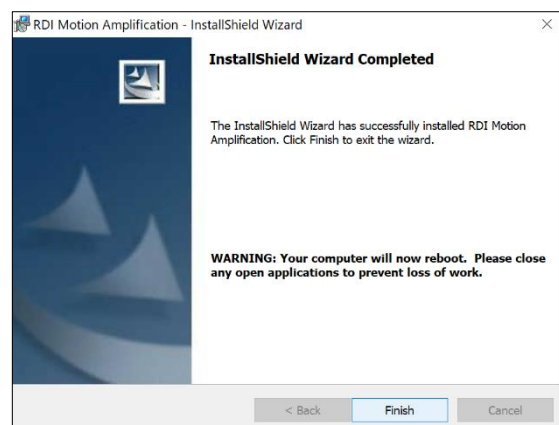 RDI Motion Amplification - InstallShield Wizard
InstallShield Wizard Completed
The InstallShield Wizard has successfully installed RDI Motion
Amplification. Click Finish to exit the wizard.
WARNING: Your computer will now reboot. Please close
any open applications to prevent loss of work.
< Back
Finish
Cancel